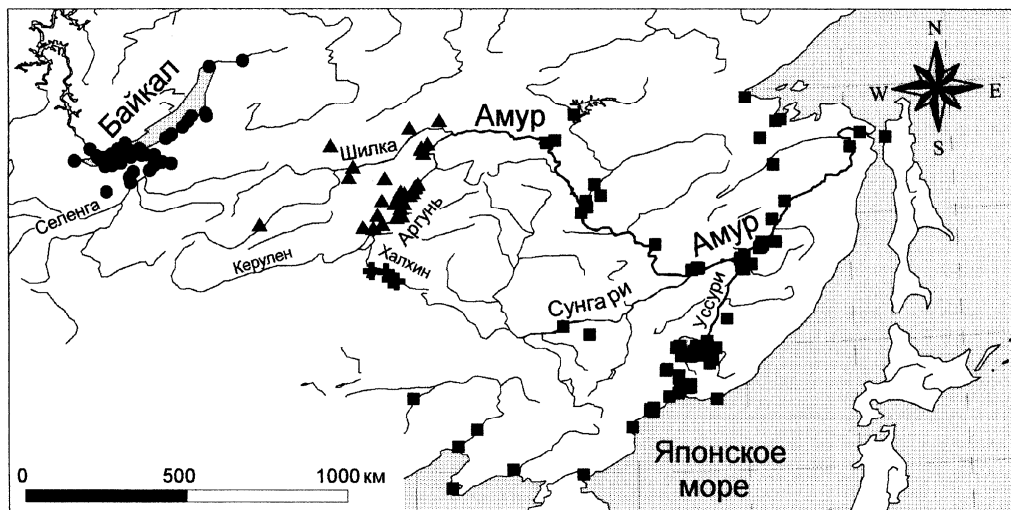 N
W
E
S
Байкал
Амур
Шилка
Селенга
Аргунь
Керулен
Халхин
Амур
Сунгари
Уссури
Японское
море
0 500 1000 км